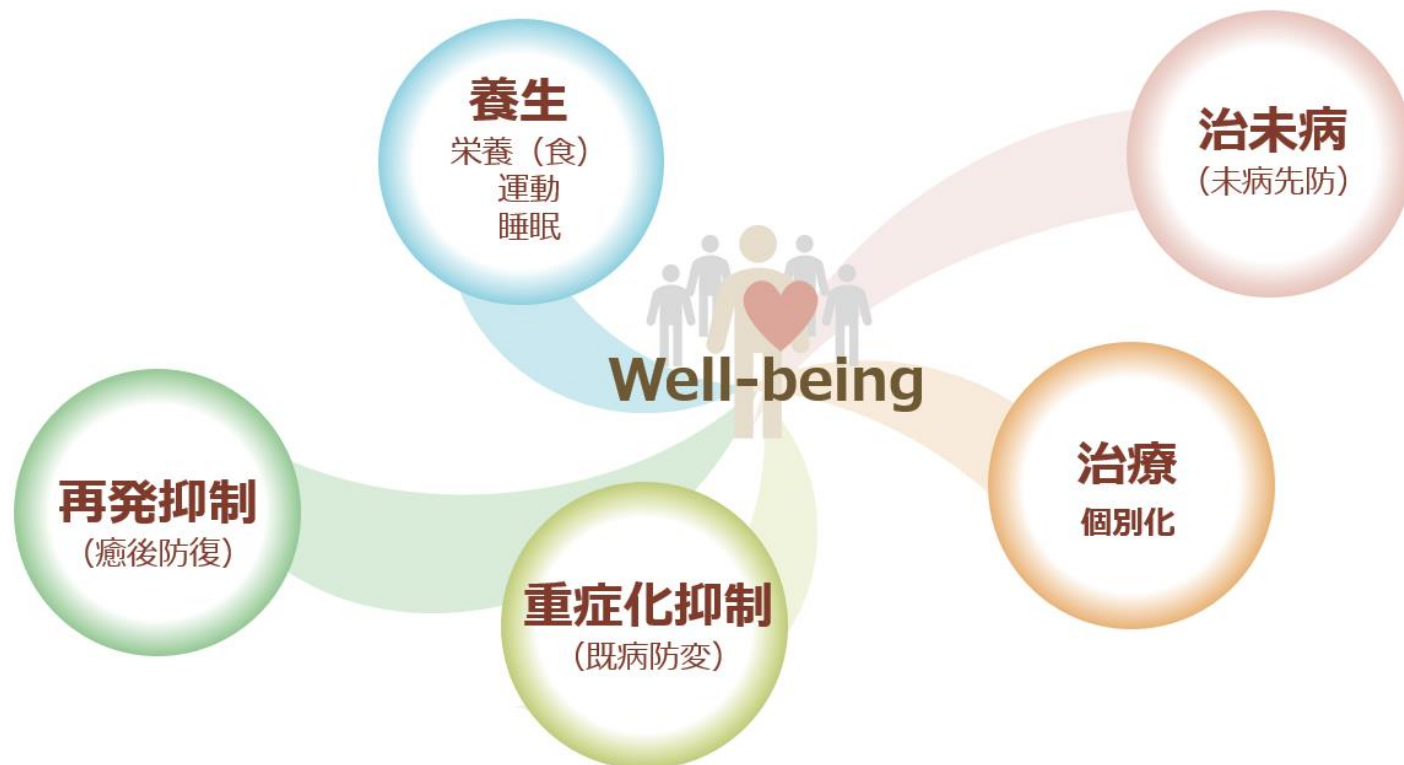 養生
栄養（食）
運動
睡眠
治未病
（未病先防）
Well-being
治療
個別化
再発抑制
（癒後防復）
重症化抑制
（既病防変）